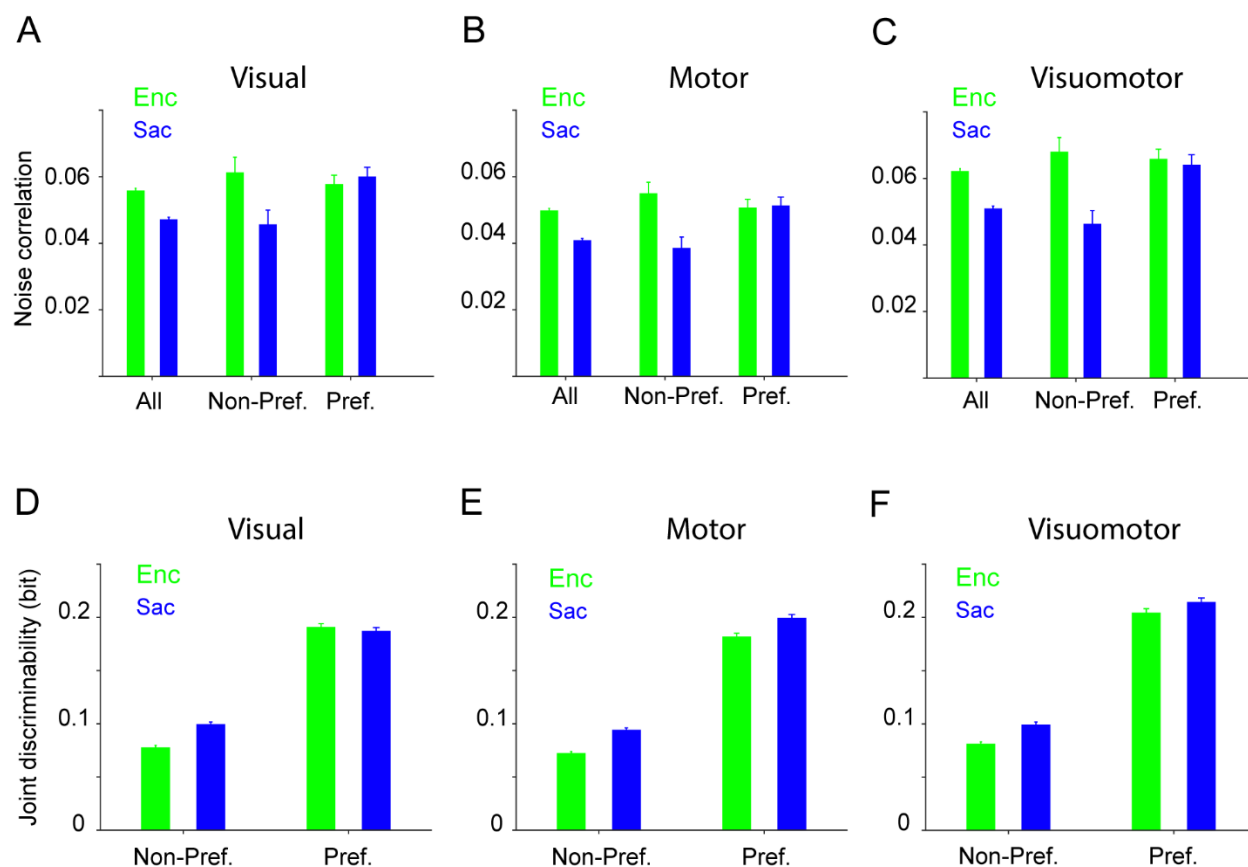 A
Visual
Enc
Sac
Noise correlation
0.06
0.04
0.02
All Non-Pref. Pref.
B
Motor
Enc
Sac
0.06
0.04
0.02
All Non-Pref. Pref.
C
Visuomotor
Enc
Sac
0.06
0.04
0.02
All Non-Pref. Pref.
D
Visual
Enc
Sac
Joint discriminability (bit)
0.2
0.1
0
Non-Pref. Pref.
E
Motor
Enc
Sac
0.2
0.1
0
Non-Pref. Pref.
F
Visuomotor
Enc
Sac
0.2
0.1
0
Non-Pref. Pref.